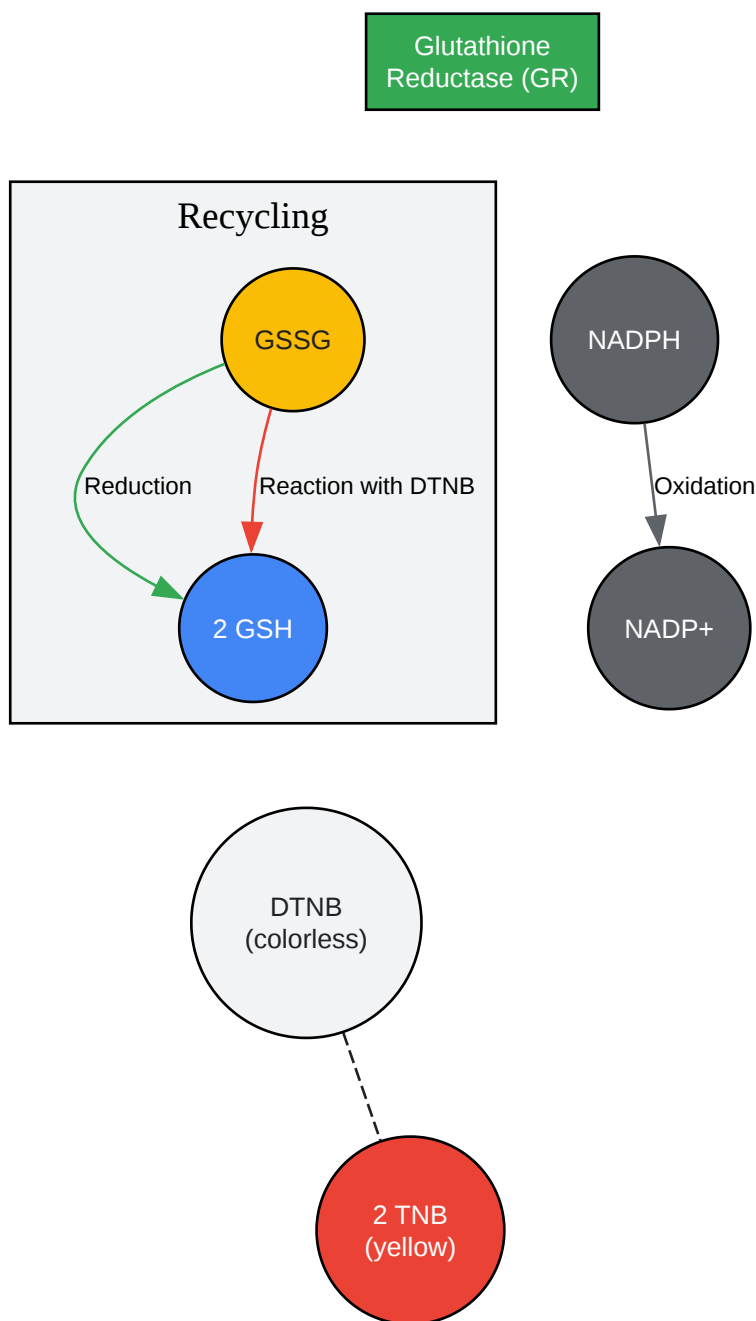 Glutathione
Reductase (GR)
Recycling
GSSG
NADPH
Reduction
Reaction with DTNB
Oxidation
2 GSH
NADP+
DTNB
(colorless)
2 TNB
(yellow)